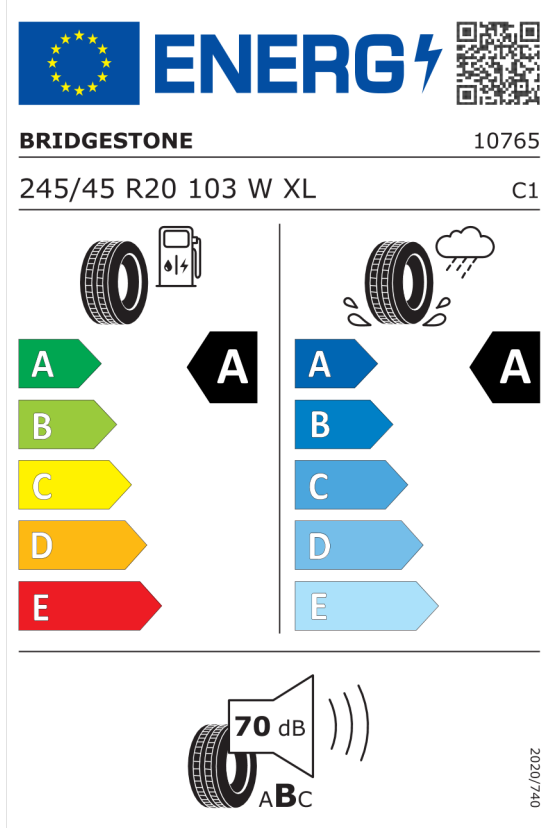 ENERG
BRIDGESTONE 10765
245/45 R20 103 W XL C1
A A A A
B B
C C
D D
E E
70 dB
ABC
2020/740